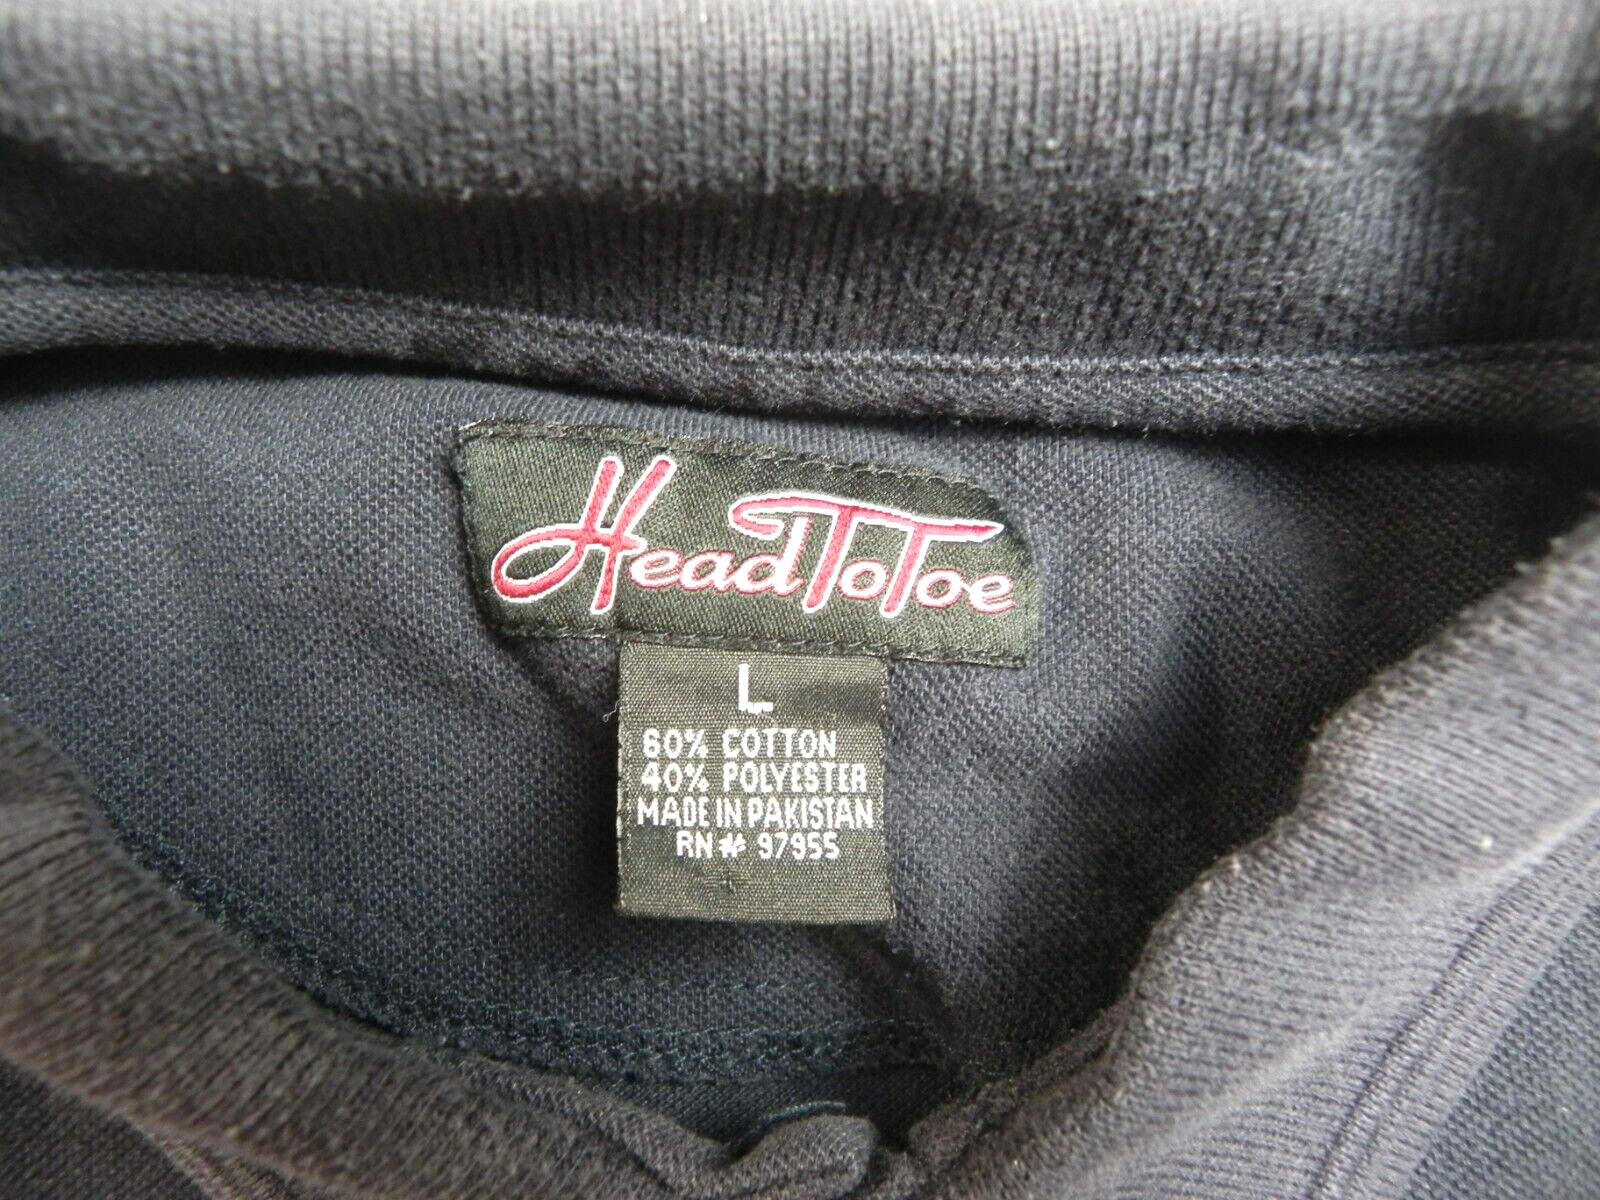 HeadToToe
L
60% COTTON
40% POLYESTER
MADE IN PAKISTAN
RN# 97955